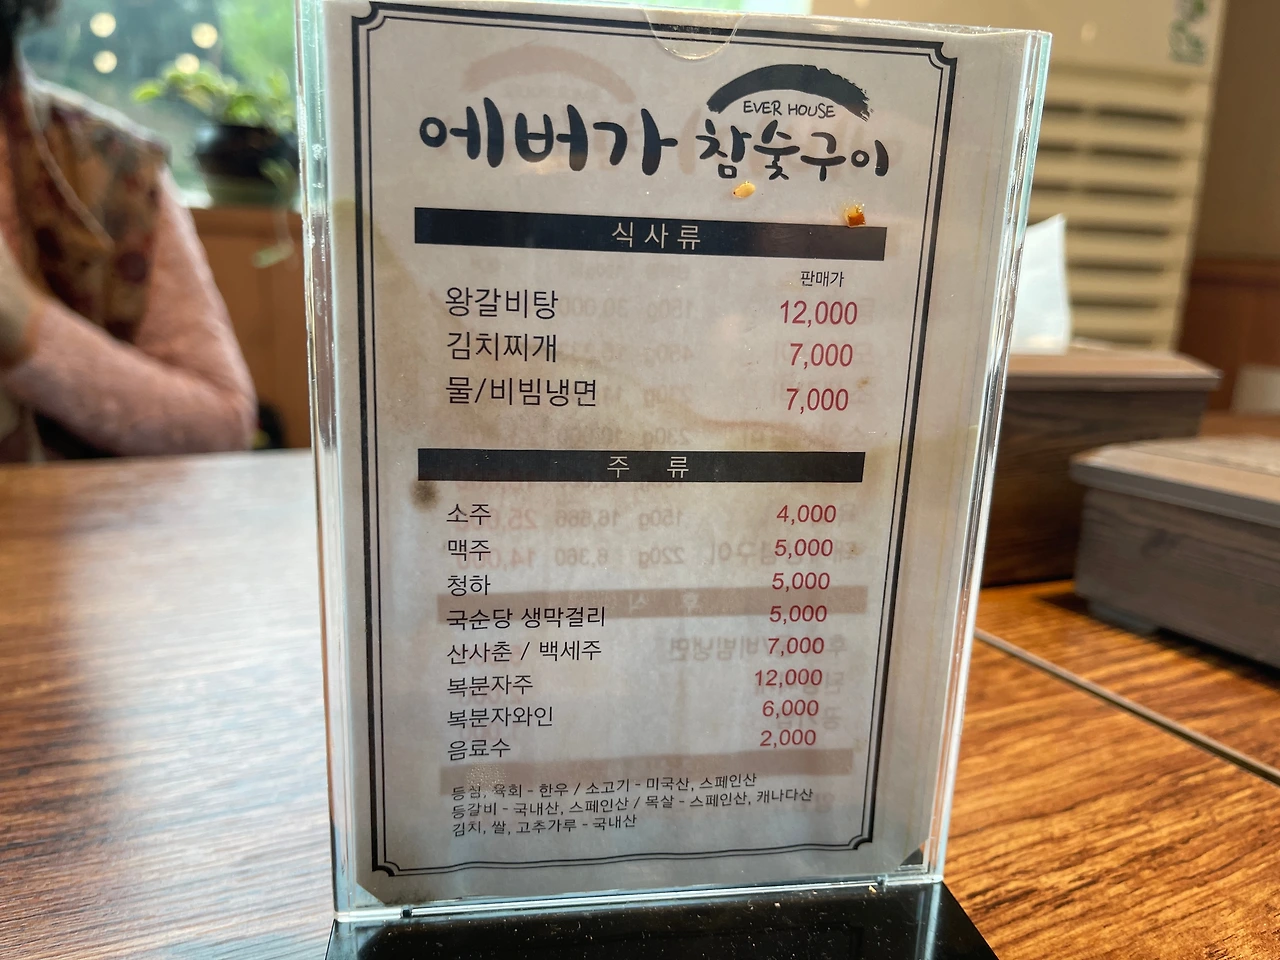 EVER HOUSE
에버가 참숯구이
식사류
판매가
왕갈비탕 12,000
김치찌개 7,000
물/비빔냉면 7,000
주 류
소주 4,000
맥주 5,000
청하 5,000
국순당 생막걸리 5,000
산사춘 / 백세주 7,000
복분자주 12,000
복분자와인 6,000
음료수 2,000
등심, 육회 - 한우 / 소고기 - 미국산, 스페인산
등갈비 - 국내산, 스페인산 / 목살 - 스페인산, 캐나다산
김치, 쌀, 고추가루 - 국내산